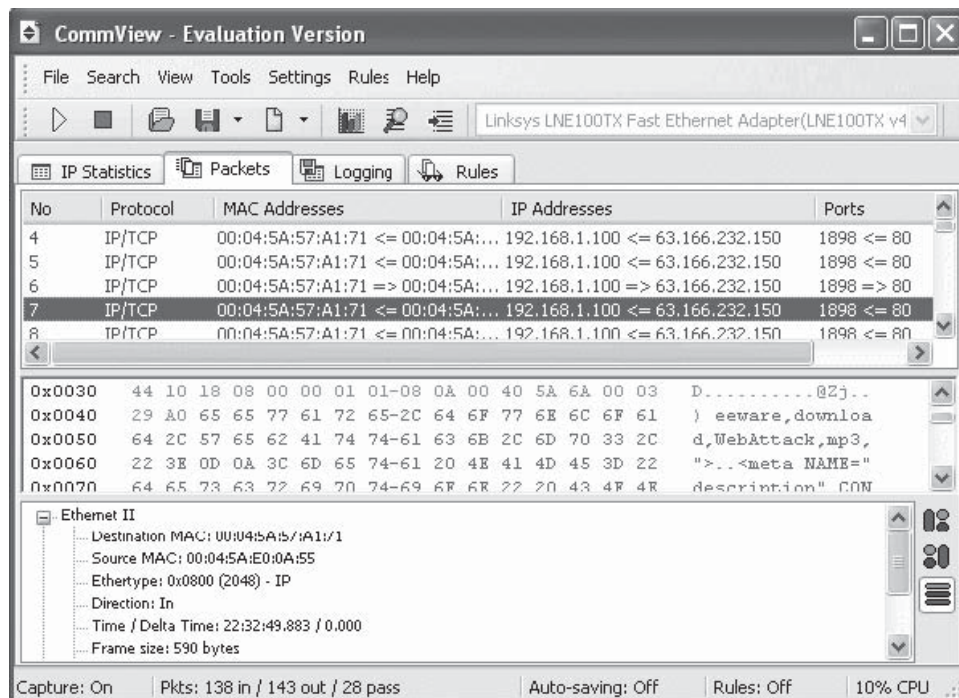 CommView - Evaluation Version
File Search View Tools Settings Rules Help
Linksys LNE100TX Fast Ethernet Adapter(LNE100TX v4
IP Statistics Packets Logging Rules
No Protocol MAC Addresses IP Addresses Ports
4 IP/TCP 00:04:5A:57:A1:71 <= 00:04:5A:... 192.168.1.100 <= 63.166.232.150 1898 <= 80
5 IP/TCP 00:04:5A:57:A1:71 <= 00:04:5A:... 192.168.1.100 <= 63.166.232.150 1898 <= 80
6 IP/TCP 00:04:5A:57:A1:71 => 00:04:5A:... 192.168.1.100 => 63.166.232.150 1898 => 80
7 IP/TCP 00:04:5A:57:A1:71 <= 00:04:5A:... 192.168.1.100 <= 63.166.232.150 1898 <= 80
8 IP/TCP 00:04:5A:57:A1:71 <= 00:04:5A:... 192.168.1.100 <= 63.166.232.150 1898 <= 80
0x0030 44 10 18 08 00 00 01 01-08 0A 00 40 5A 6A 00 03 D..........@Zj..
0x0040 29 A0 65 65 77 61 72 65-2C 64 6F 77 6E 6C 6F 61 ) eeware,downloa
0x0050 64 2C 57 65 62 41 74 74-61 63 6B 2C 6D 70 33 2C d,WebAttack,mp3,
0x0060 22 3E 0D 0A 3C 6D 65 74-61 20 4E 41 4D 45 3D 22 ">..<meta NAME="
0x0070 64 65 73 63 72 69 70 74-69 6F 6E 22 20 43 4F 4E description" CON
Ethernet II
Destination MAC: 00:04:5A:57:A1:71
Source MAC: 00:04:5A:E0:0A:55
Ethertype: 0x0800 (2048) - IP
Direction: In
Time / Delta Time: 22:32:49.883 / 0.000
Frame size: 590 bytes
Capture: On Pkts: 138 in / 143 out / 28 pass Auto-saving: Off Rules: Off 10% CPU